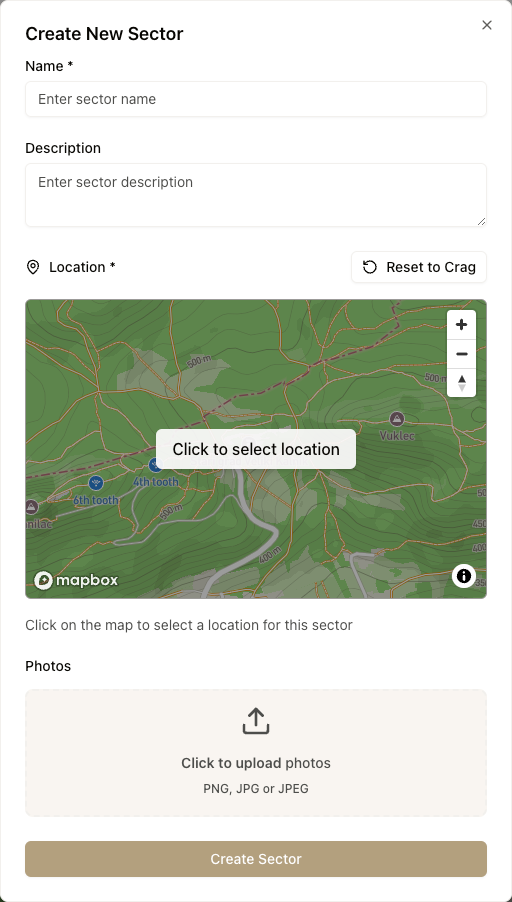 Create New Sector
Name *
Enter sector name
Description
Enter sector description
Location *
Reset to Crag
500 m
500 m
Vuklec
Click to select location
4th tooth
6th tooth
500 m
400 m
mapbox
Click on the map to select a location for this sector
Photos
Click to upload photos
PNG, JPG or JPEG
Create Sector